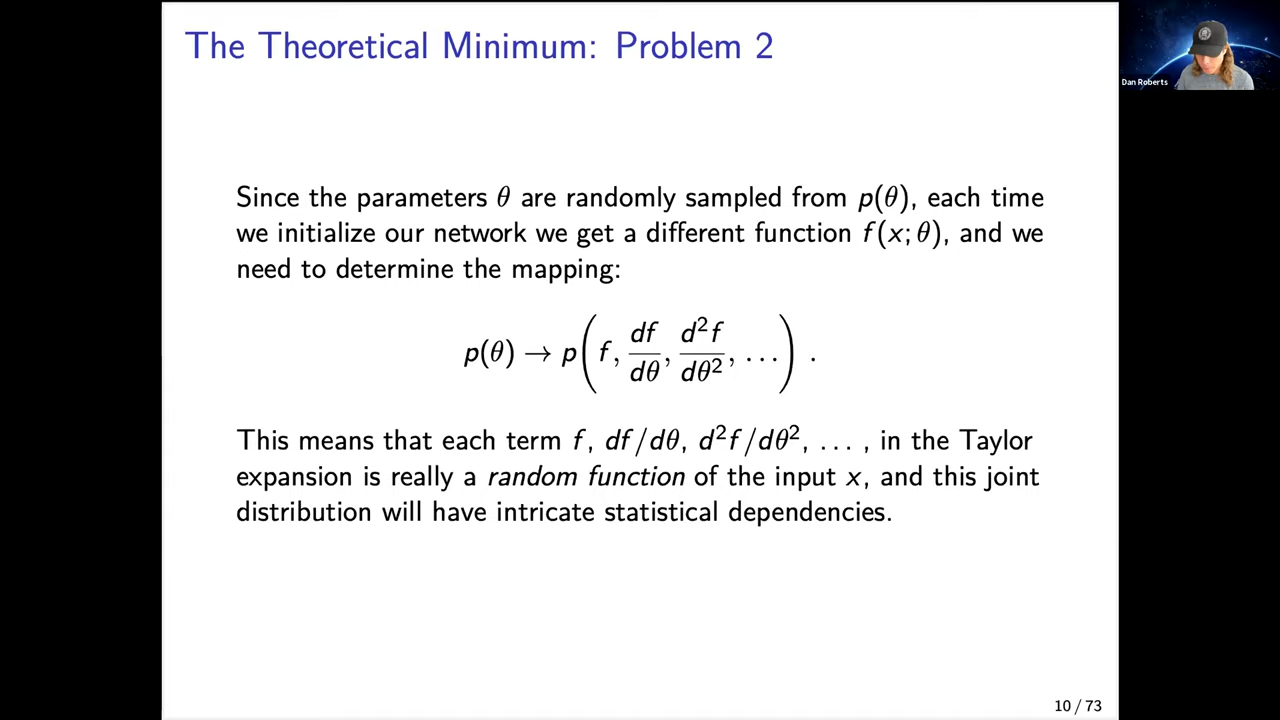 The Theoretical Minimum: Problem 2
Dan Roberts
Since the parameters θ are randomly sampled from p(θ), each time
we initialize our network we get a different function f(x; θ), and we
need to determine the mapping:
p(θ) → p(f, df/dθ, d²f/dθ², ...) .
This means that each term f, df/dθ, d²f/dθ², ... , in the Taylor
expansion is really a random function of the input x, and this joint
distribution will have intricate statistical dependencies.
10 / 73